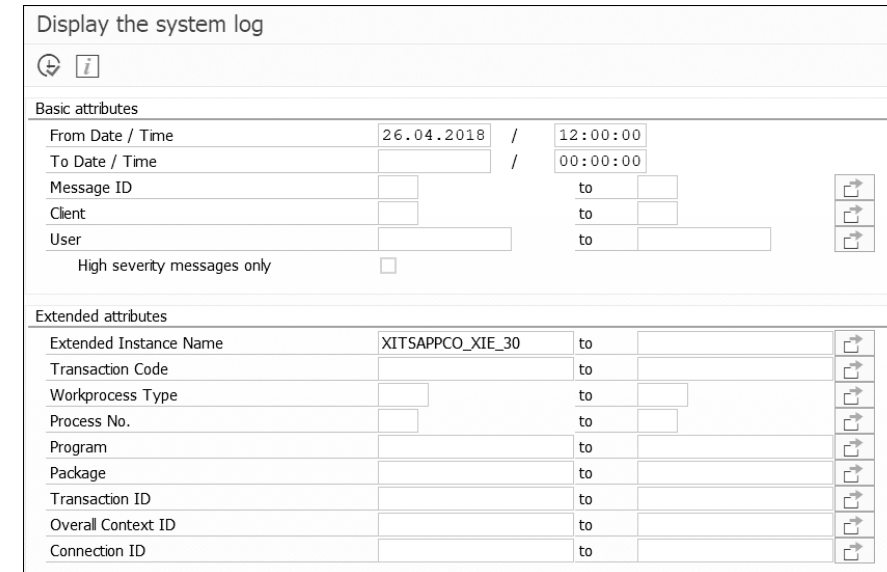 Display the system log
i
Basic attributes
From Date / Time 26.04.2018 / 12:00:00
To Date / Time / 00:00:00
Message ID to
Client to
User to
High severity messages only
Extended attributes
Extended Instance Name XITSAPPCO_XIE_30 to
Transaction Code to
Workprocess Type to
Process No. to
Program to
Package to
Transaction ID to
Overall Context ID to
Connection ID to